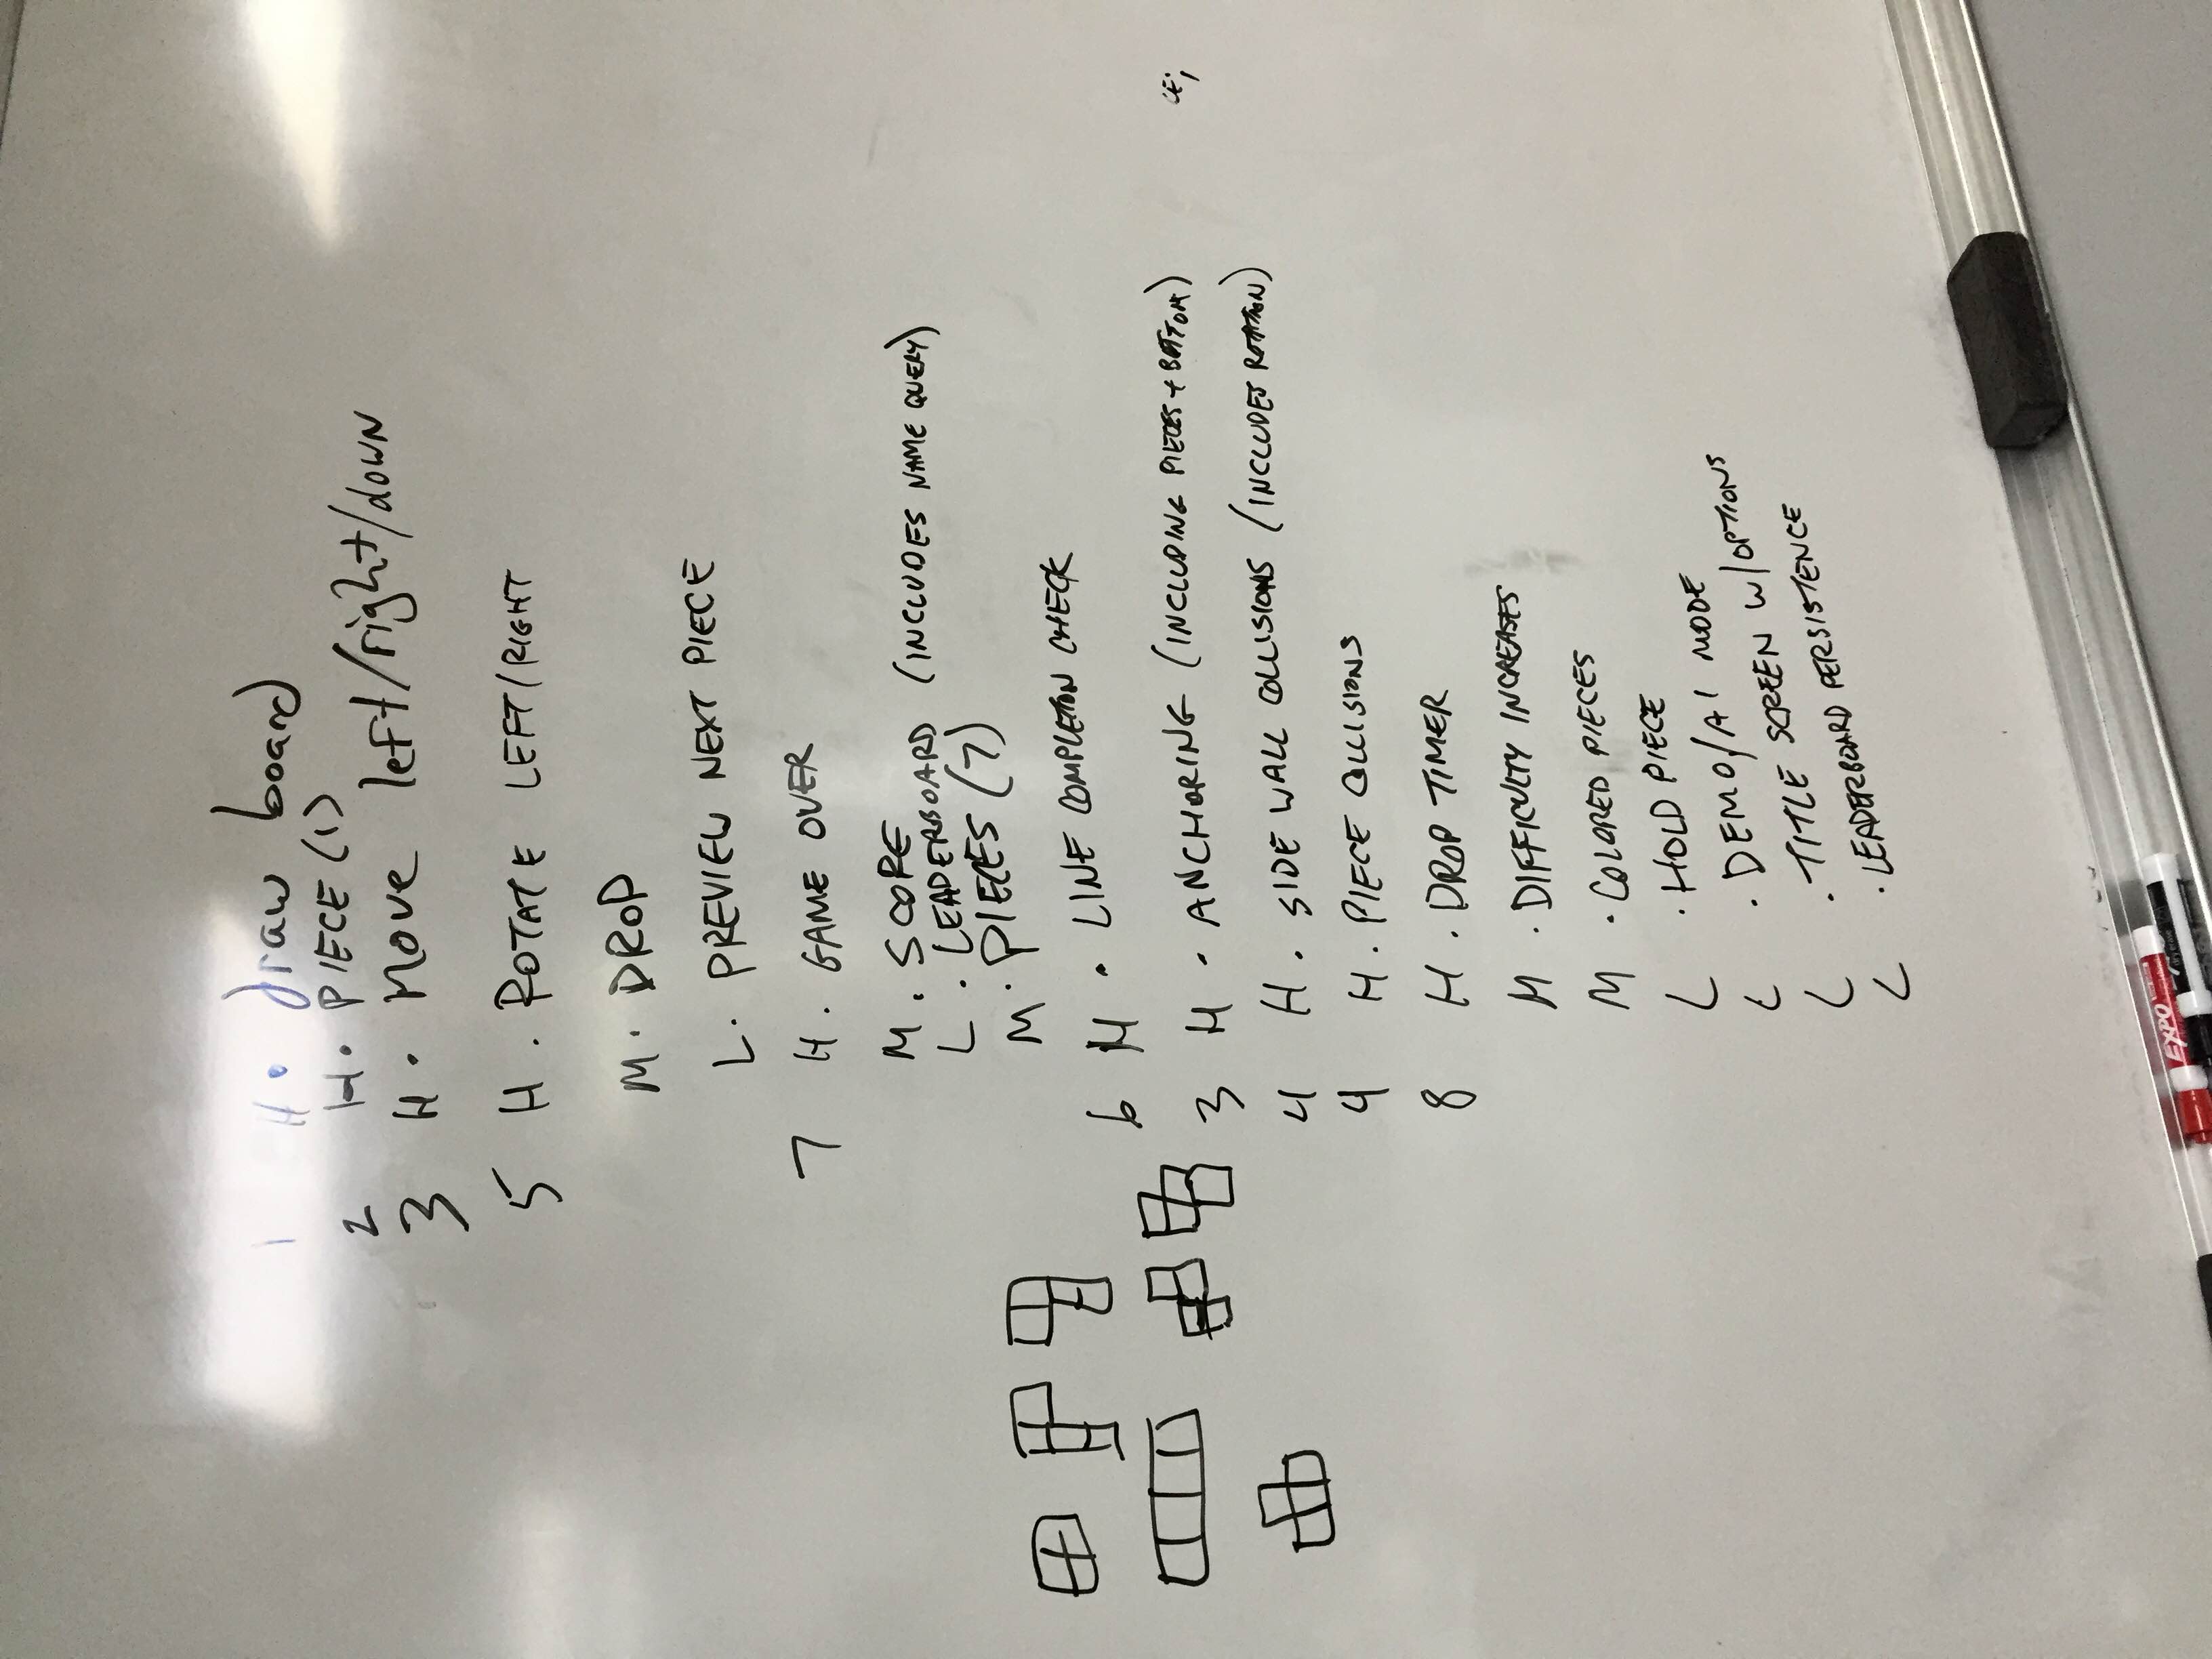 1 H • draw board
2 H • PIECE (1)
3 H • Move left/right/down
5 H . ROTATE LEFT/RIGHT
M . DROP
L . PREVIEW NEXT PIECE
7 H . GAME OVER
M . SCORE
L . LEADERBOARD (INCLUDES NAME QUERY)
M . PIECES (7)
6 M • LINE COMPLETION CHECK
3 H • ANCHORING (INCLUDING PIECES + BOTTOM)
4 H . SIDE WALL COLLISIONS (INCLUDES ROTATION)
4 H . PIECE COLLISIONS
8 H . DROP TIMER
M . DIFFICULTY INCREASES
M • COLORED PIECES
L . HOLD PIECE
L . DEMO/AI MODE
L . TITLE SCREEN W/OPTIONS
L . LEADERBOARD PERSISTENCE
EXPO
dry erase